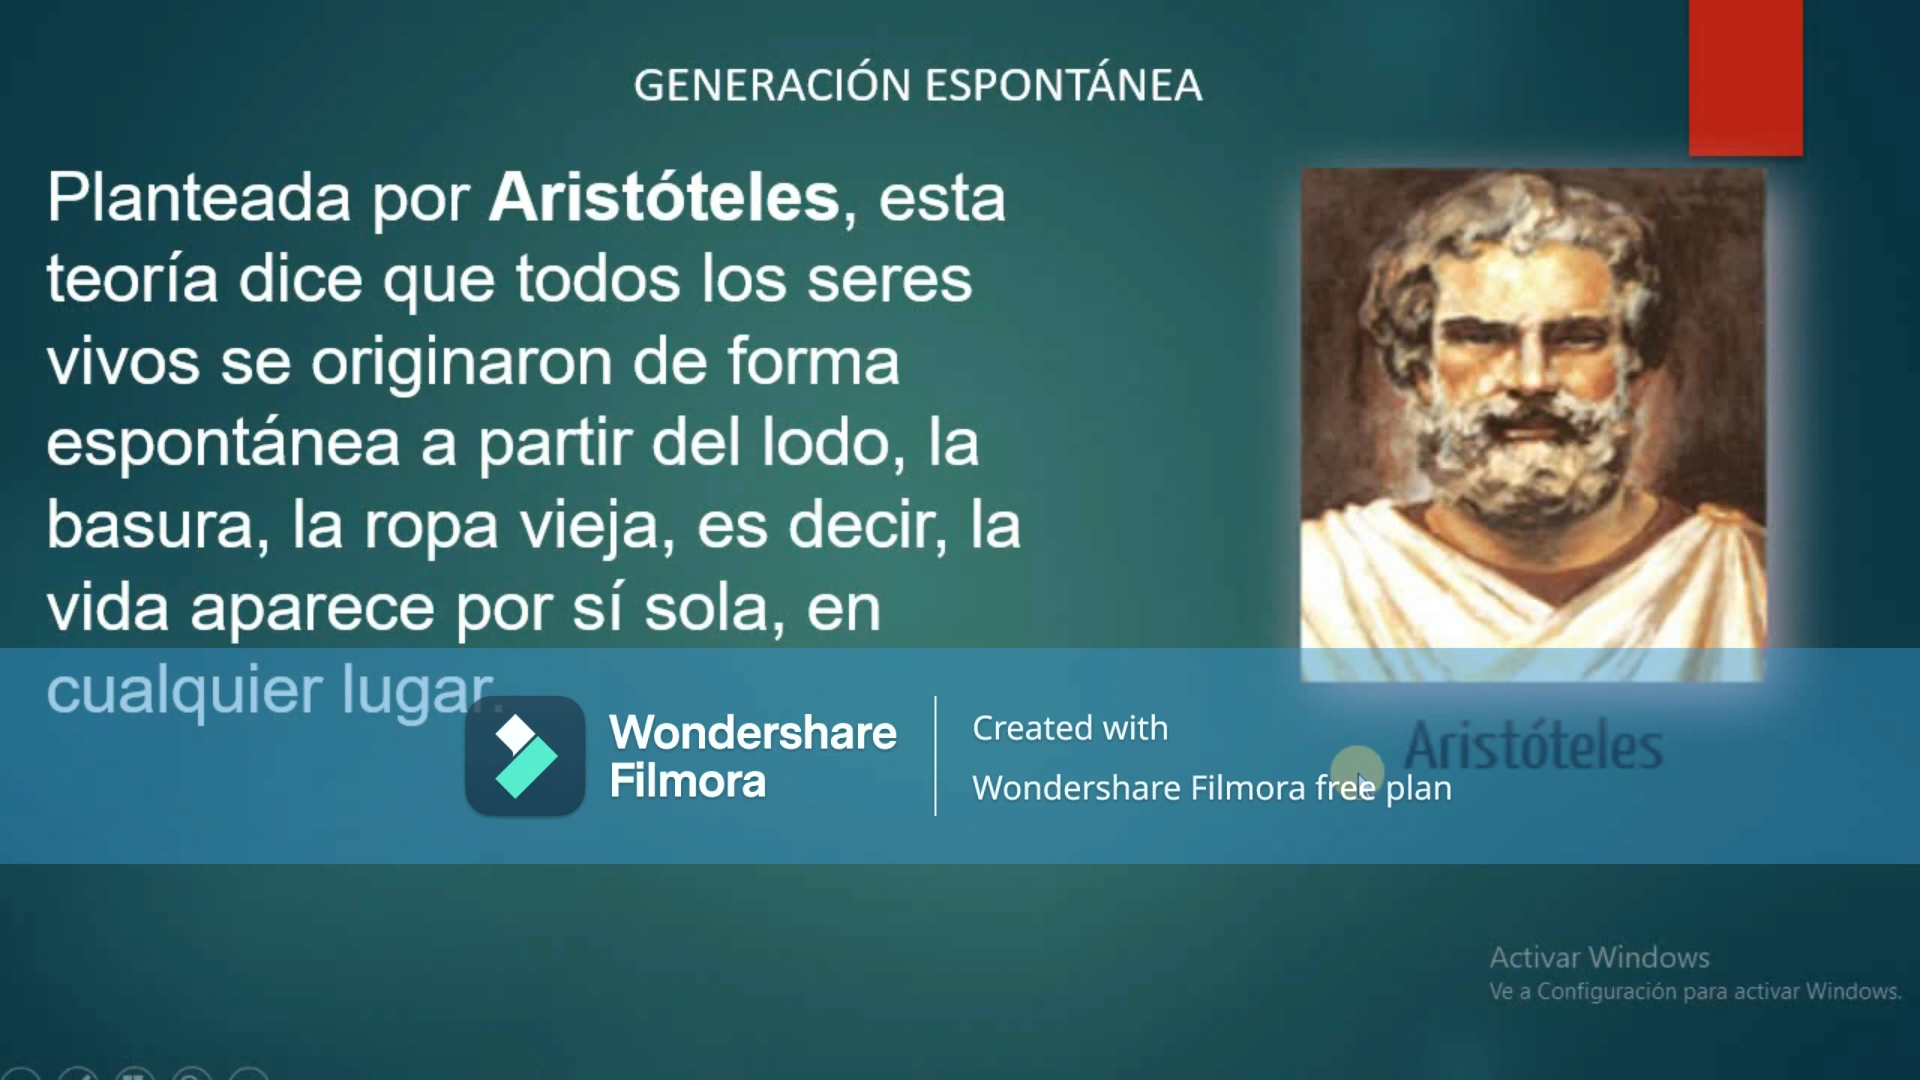 GENERACIÓN ESPONTÁNEA
Planteada por Aristóteles, esta
teoría dice que todos los seres
vivos se originaron de forma
espontánea a partir del lodo, la
basura, la ropa vieja, es decir, la
vida aparece por sí sola, en
cualquier lugar.
Aristóteles
Wondershare
Filmora
Created with
Wondershare Filmora free plan
Activar Windows
Ve a Configuración para activar Windows.